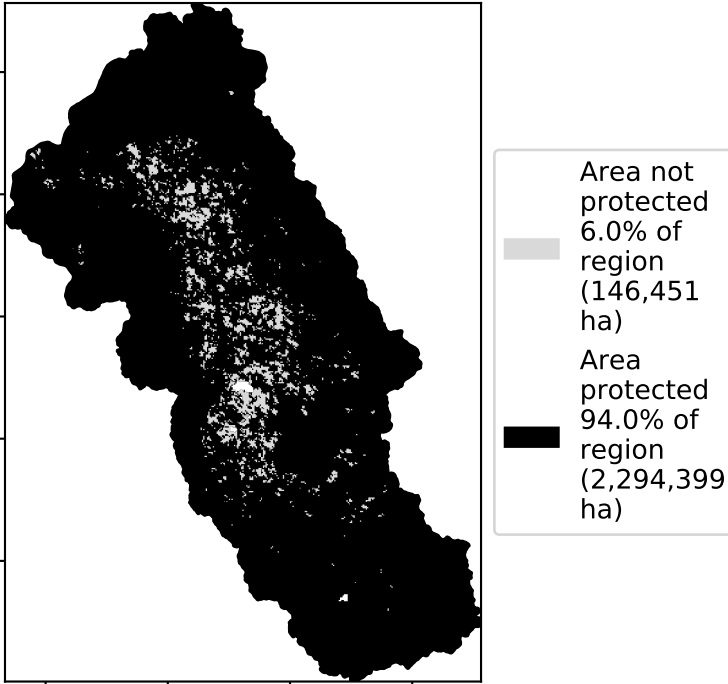 Area not
protected
6.0% of
region
(146,451
ha)
Area
protected
94.0% of
region
(2,294,399
ha)